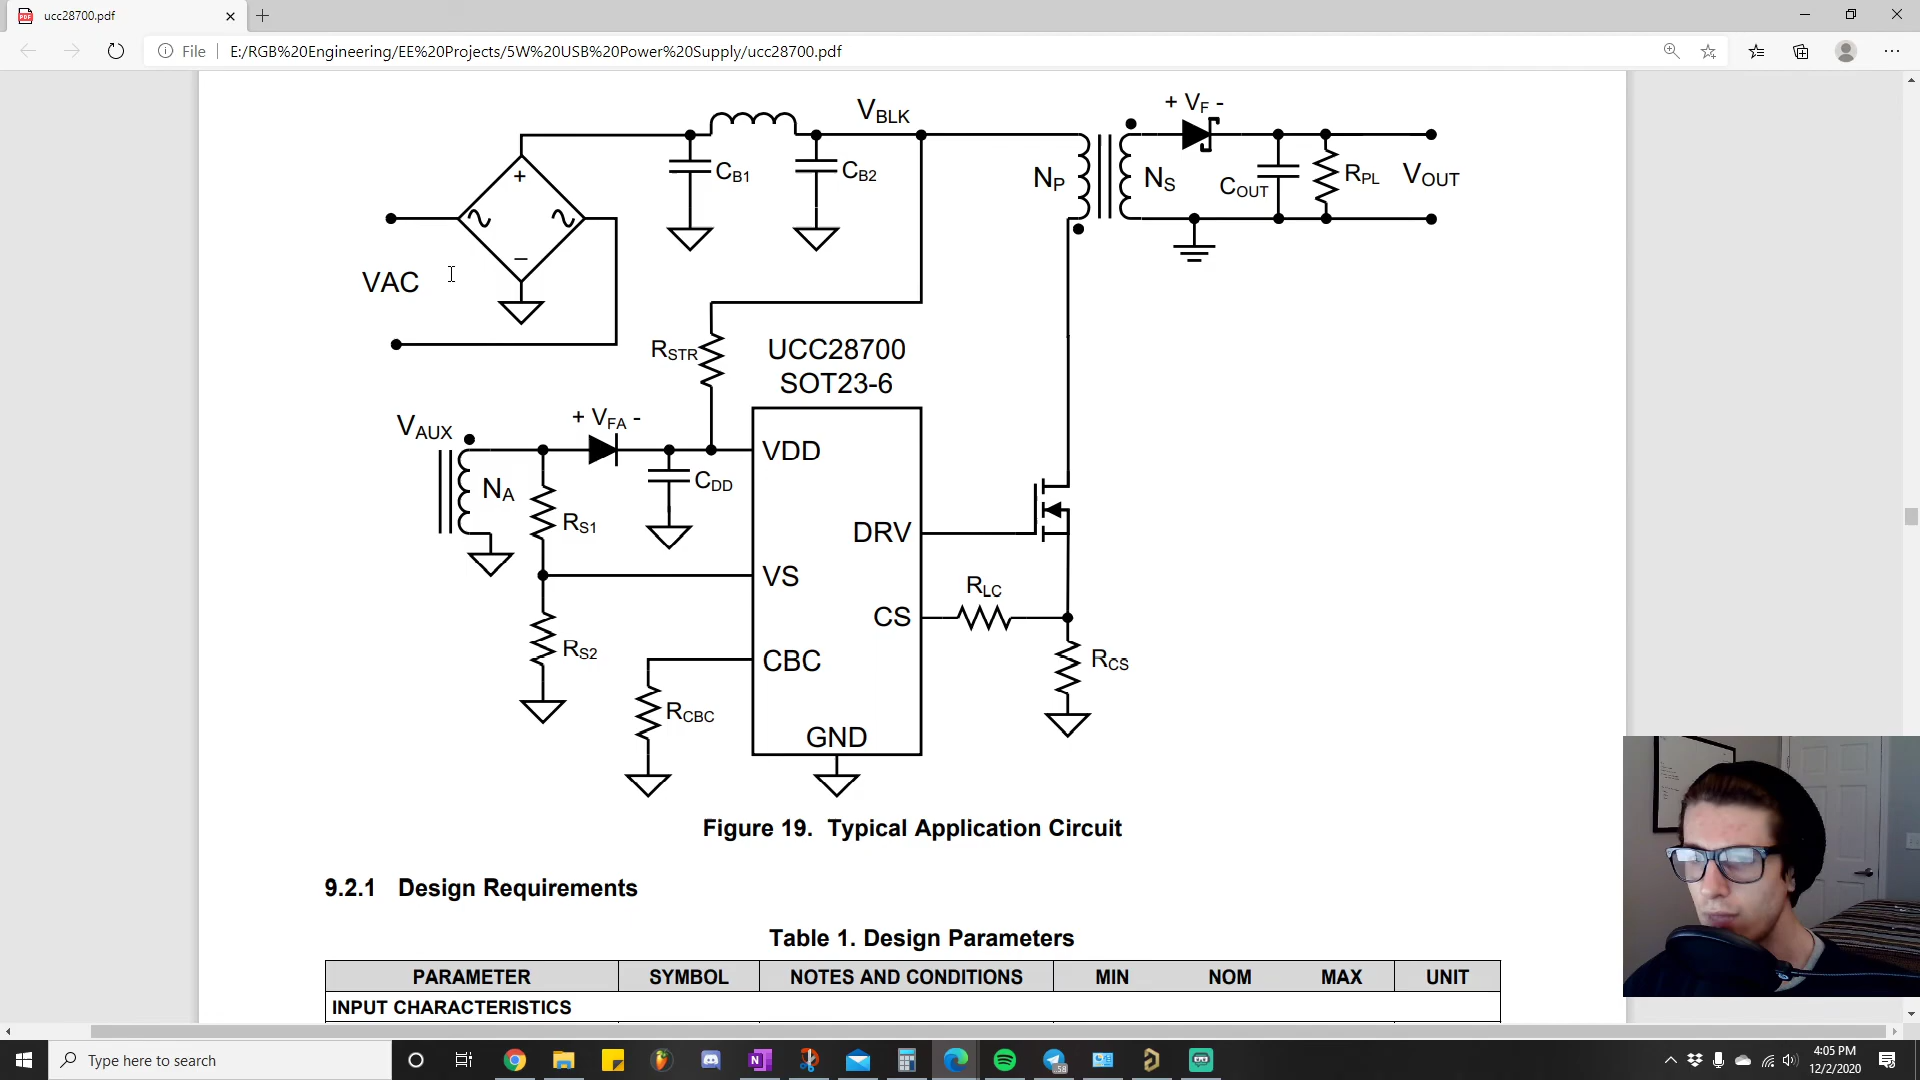 ucc28700.pdf
File
E:/RGB%20Engineering/EE%20Projects/5W%20USB%20Power%20Supply/ucc28700.pdf
+ VF -
VBLK
CB1
CB2
NP
NS
COUT
RPL
VOUT
+
–
VAC
RSTR
UCC28700
SOT23-6
VAUX
+ VFA -
VDD
NA
CDD
RS1
DRV
VS
RLC
CS
RS2
CBC
RCS
RCBC
GND
Figure 19. Typical Application Circuit
9.2.1 Design Requirements
Table 1. Design Parameters
PARAMETER SYMBOL NOTES AND CONDITIONS MIN NOM MAX UNIT
INPUT CHARACTERISTICS
Type here to search
4:05 PM
12/2/2020